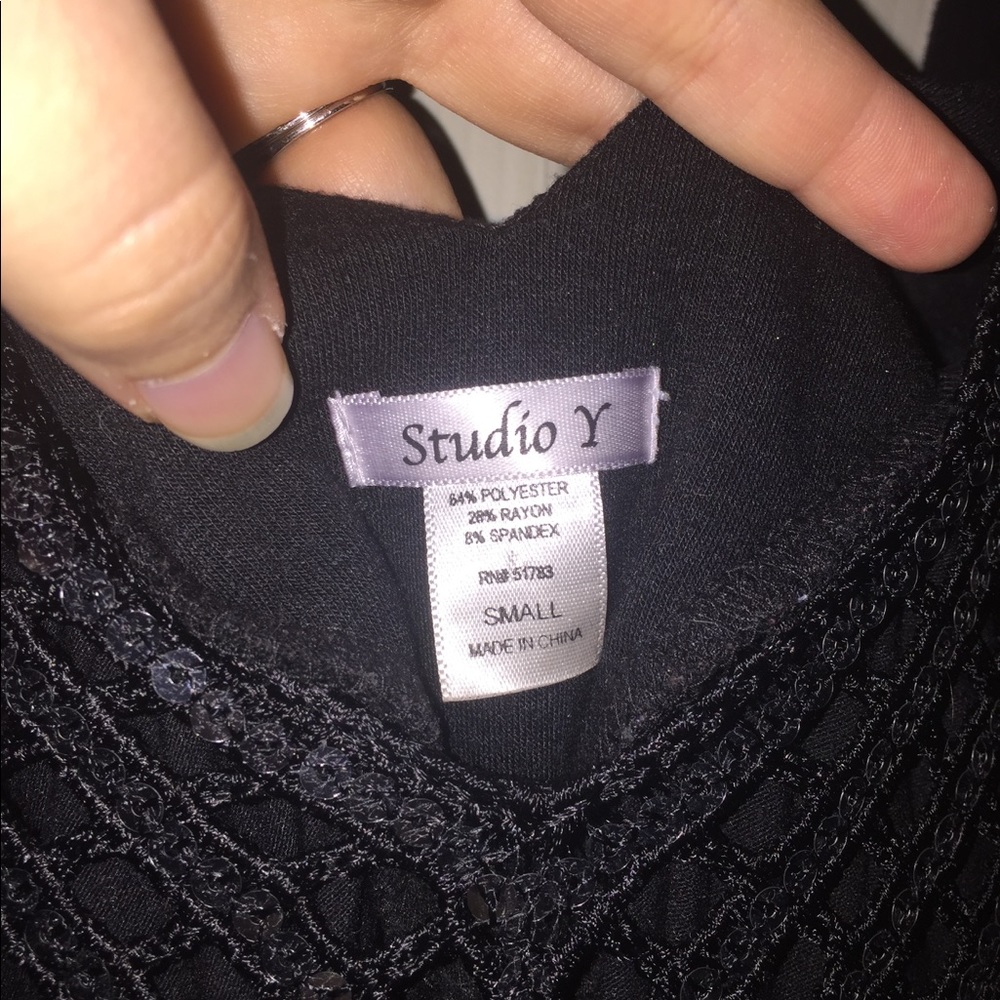 Studio Y
64% POLYESTER
28% RAYON
8% SPANDEX
RN# 51783
SMALL
MADE IN CHINA